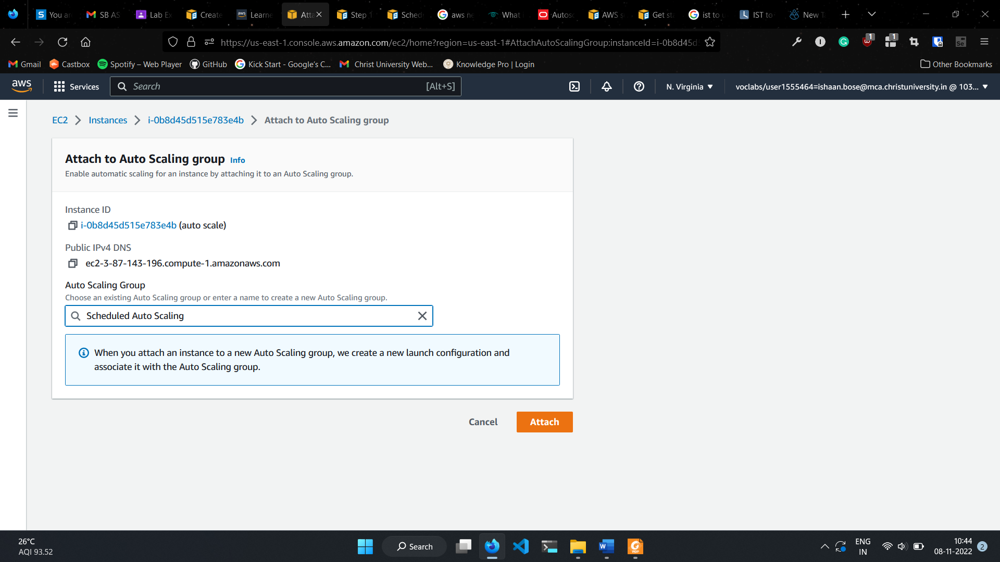 You ar
SB AS
Lab Ex
Create
aws
Learne
Atta
Step 1
Sched
aws ne
What i
Autosc
AWS s
Get sta
ist to u
IST to
New T
https://us-east-1.console.aws.amazon.com/ec2/home?region=us-east-1#AttachAutoScalingGroup:instanceId=i-0b8d45d5
1
1
Gmail
Castbox
Spotify – Web Player
GitHub
Kick Start - Google's C...
Christ University Web...
Knowledge Pro | Login
Other Bookmarks
aws
Services
Search
[Alt+S]
N. Virginia
voclabs/user1555464=ishaan.bose@mca.christuniversity.in @ 103...
EC2
Instances
i-0b8d45d515e783e4b
Attach to Auto Scaling group
Attach to Auto Scaling group Info
Enable automatic scaling for an instance by attaching it to an Auto Scaling group.
Instance ID
i-0b8d45d515e783e4b (auto scale)
Public IPv4 DNS
ec2-3-87-143-196.compute-1.amazonaws.com
Auto Scaling Group
Choose an existing Auto Scaling group or enter a name to create a new Auto Scaling group.
Scheduled Auto Scaling
When you attach an instance to a new Auto Scaling group, we create a new launch configuration and
associate it with the Auto Scaling group.
Cancel
Attach
26°C
AQI 93.52
Search
ENG
IN
10:44
08-11-2022
2